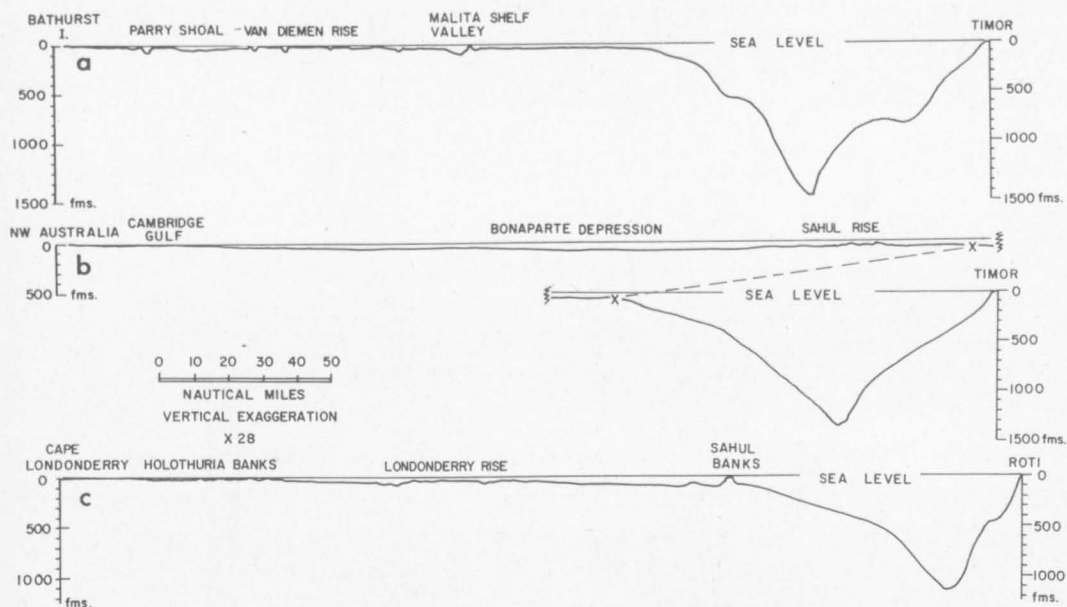 BATHURST I.
PARRY SHOAL - VAN DIEMEN RISE
MALITA SHELF VALLEY
TIMOR
0
a
SEA LEVEL
0
500
500
1000
1000
1500
1500 fms.
fms.
NW AUSTRALIA
CAMBRIDGE GULF
BONAPARTE DEPRESSION
SAHUL RISE
0
b
X
500
fms.
X
SEA LEVEL
TIMOR
0
500
1000
1500 fms.
0 10 20 30 40 50
NAUTICAL MILES
VERTICAL EXAGGERATION
X 28
CAPE LONDONDERRY
HOLOTHURIA BANKS
LONDONDERRY RISE
SAHUL BANKS
SEA LEVEL
ROTI
0
c
0
500
500
1000
1000
fms.
fms.